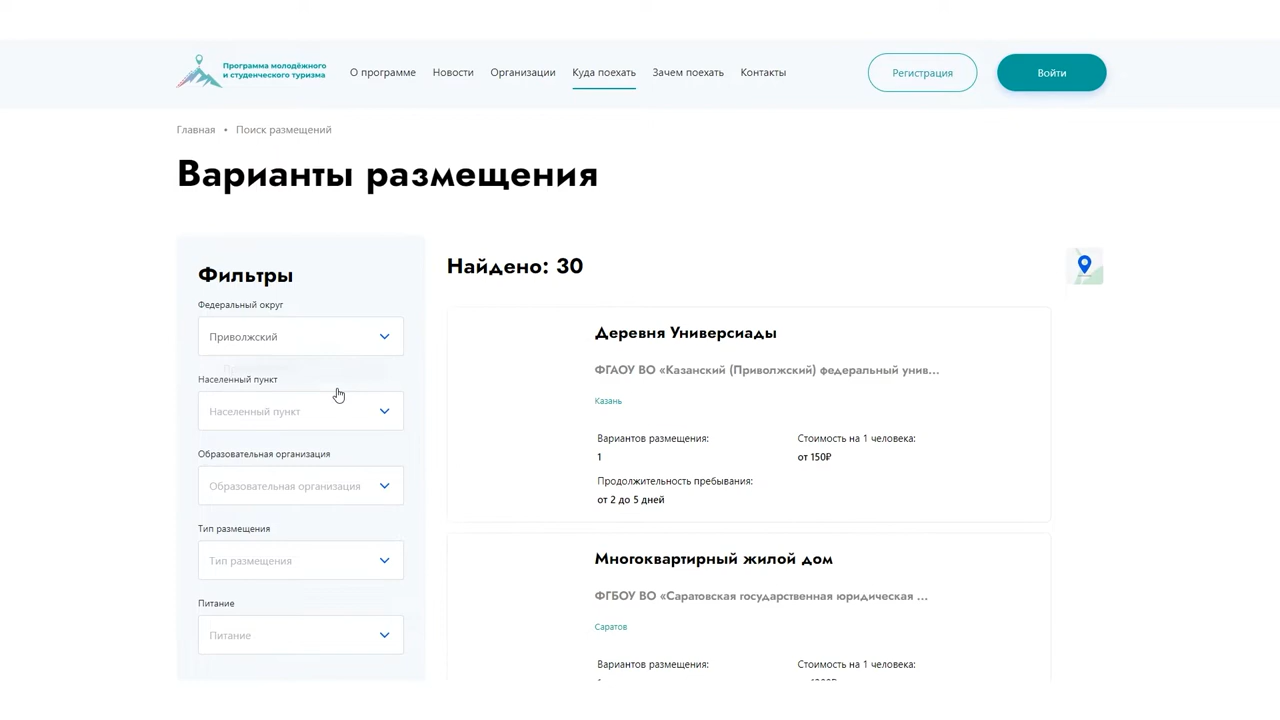 Программа молодёжного
и студенческого туризма
О программе
Новости
Организации
Куда поехать
Зачем поехать
Контакты
Регистрация
Войти
Главная • Поиск размещений
Варианты размещения
Фильтры
Федеральный округ
Приволжский
Населенный пункт
Населенный пункт
Образовательная организация
Образовательная организация
Тип размещения
Тип размещения
Питание
Питание
Найдено: 30
Деревня Универсиады
ФГАОУ ВО «Казанский (Приволжский) федеральный унив...
Казань
Вариантов размещения:
1
Стоимость на 1 человека:
от 150₽
Продолжительность пребывания:
от 2 до 5 дней
Многоквартирный жилой дом
ФГБОУ ВО «Саратовская государственная юридическая ...
Саратов
Вариантов размещения:
Стоимость на 1 человека: